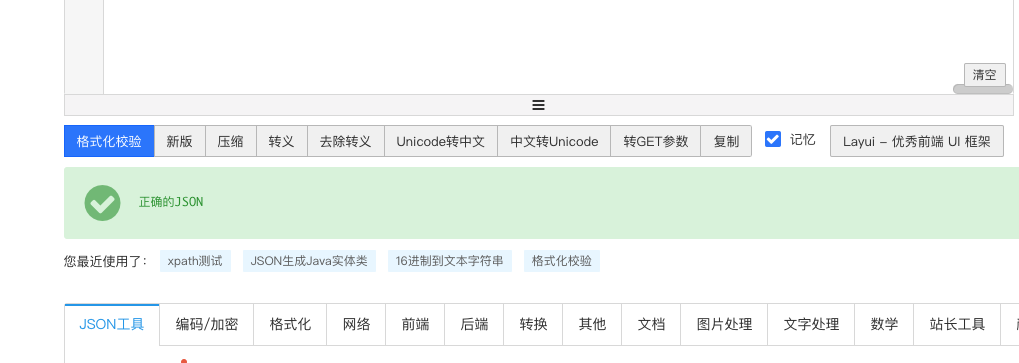 清空
格式化校验 新版 压缩 转义 去除转义 Unicode转中文 中文转Unicode 转GET参数 复制 记忆 Layui - 优秀前端 UI 框架
正确的JSON
您最近使用了: xpath测试 JSON生成Java实体类 16进制到文本字符串 格式化校验
JSON工具 编码/加密 格式化 网络 前端 后端 转换 其他 文档 图片处理 文字处理 数学 站长工具